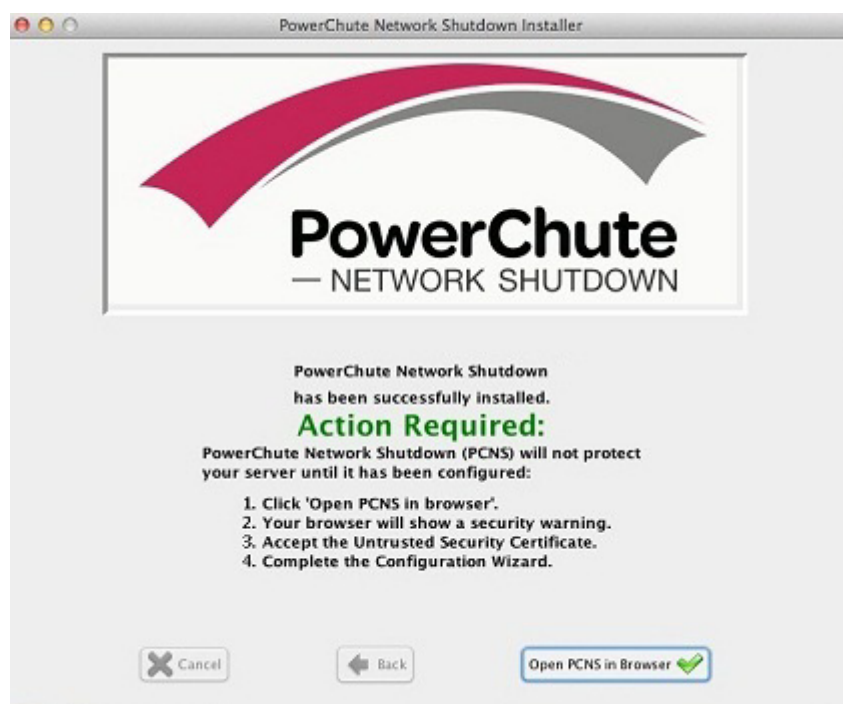 PowerChute Network Shutdown Installer
PowerChute
— NETWORK SHUTDOWN
PowerChute Network Shutdown
has been successfully installed.
Action Required:
PowerChute Network Shutdown (PCNS) will not protect
your server until it has been configured:
1. Click 'Open PCNS in browser'.
2. Your browser will show a security warning.
3. Accept the Untrusted Security Certificate.
4. Complete the Configuration Wizard.
Cancel
Back
Open PCNS in Browser